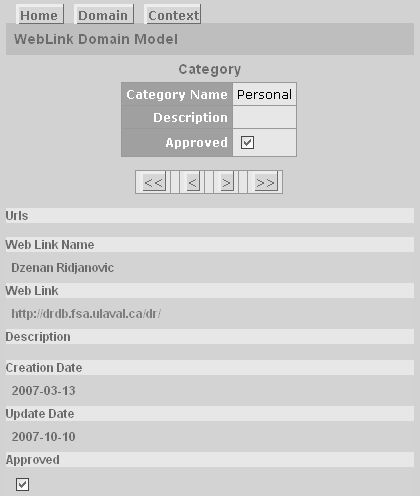 Home Domain Context
WebLink Domain Model
Category
Category Name Personal
Description
Approved
<< < > >>
Urls
Web Link Name
Dzenan Ridjanovic
Web Link
http://drdb.fsa.ulaval.ca/dr/
Description
Creation Date
2007-03-13
Update Date
2007-10-10
Approved